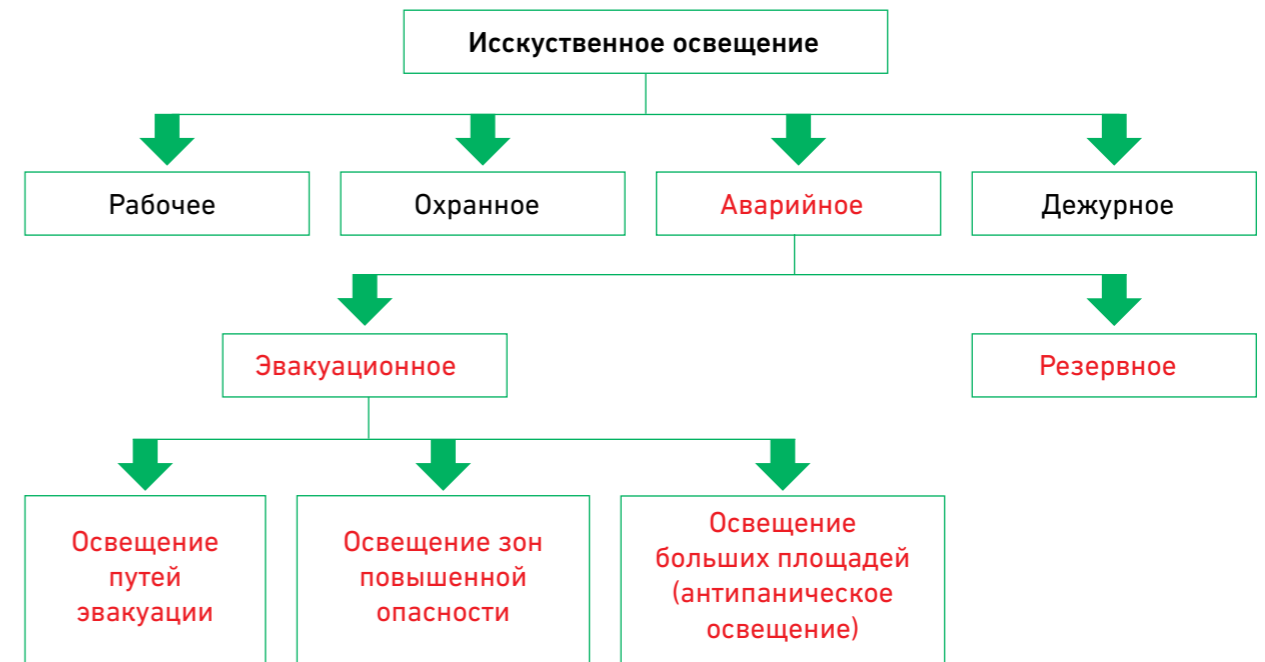 Исскуственное освещение
Рабочее
Охранное
Аварийное
Дежурное
Эвакуационное
Резервное
Освещение
путей
эвакуации
Освещение зон
повышенной
опасности
Освещение
больших площадей
(антипаническое
освещение)